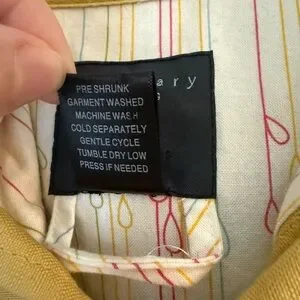 ary
S
PRE SHRUNK
GARMENT WASHED
MACHINE WASH
COLD SEPARATELY
GENTLE CYCLE
TUMBLE DRY LOW
PRESS IF NEEDED